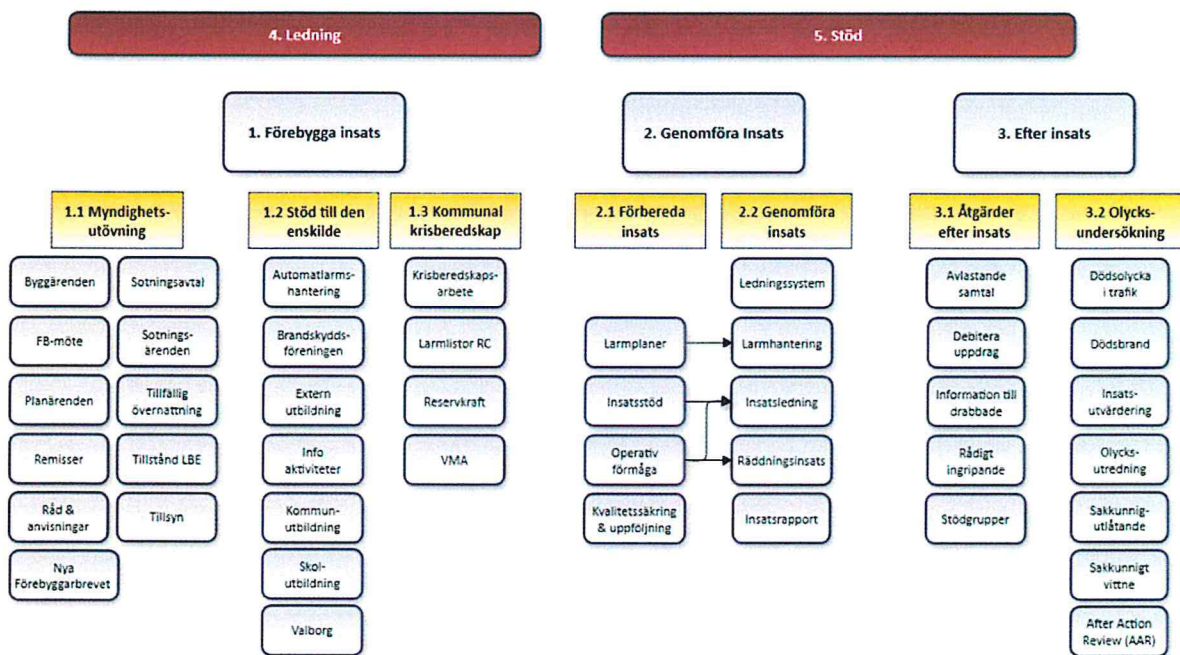 4. Ledning
5. Stöd
1. Förebygga insats
2. Genomföra Insats
3. Efter insats
1.1 Myndighets-
utövning
1.2 Stöd till den
enskilde
1.3 Kommunal
krisberedskap
2.1 Förbereda
insats
2.2 Genomföra
insats
3.1 Åtgärder
efter insats
3.2 Olycks-
undersökning
Byggärenden
FB-möte
Planärenden
Remisser
Råd &
anvisningar
Nya
Förebyggarbrevet
Sotningsavtal
Sotnings-
ärenden
Tillfällig
övernattning
Tillstånd LBE
Tillsyn
Automatlarms-
hantering
Brandskydds-
föreningen
Extern
utbildning
Info
aktiviteter
Kommun-
utbildning
Skol-
utbildning
Valborg
Krisberedskaps-
arbete
Larmlistor RC
Reservkraft
VMA
Larmplaner
Insatsstöd
Operativ
förmåga
Kvalitetssäkring
& uppföljning
Ledningssystem
Larmhantering
Insatsledning
Räddningsinsats
Insatsrapport
Avlastande
samtal
Debitera
uppdrag
Information till
drabbade
Rådigt
ingripande
Stödgrupper
Dödsolycka
i trafik
Dödsbrand
Insats-
utvärdering
Olycks-
utredning
Sakkunnig-
utlåtande
Sakkunnigt
vittne
After Action
Review (AAR)